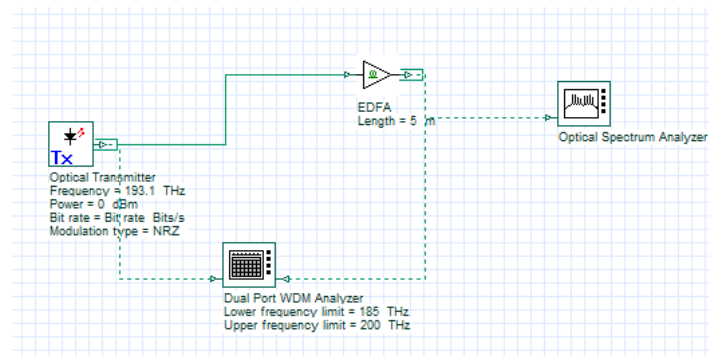 EDFA
Length = 5 m
Optical Spectrum Analyzer
Tx
Optical Transmitter
Frequency = 193.1 THz
Power = 0 dBm
Bit rate = Bit rate Bits/s
Modulation type = NRZ
Dual Port WDM Analyzer
Lower frequency limit = 185 THz
Upper frequency limit = 200 THz